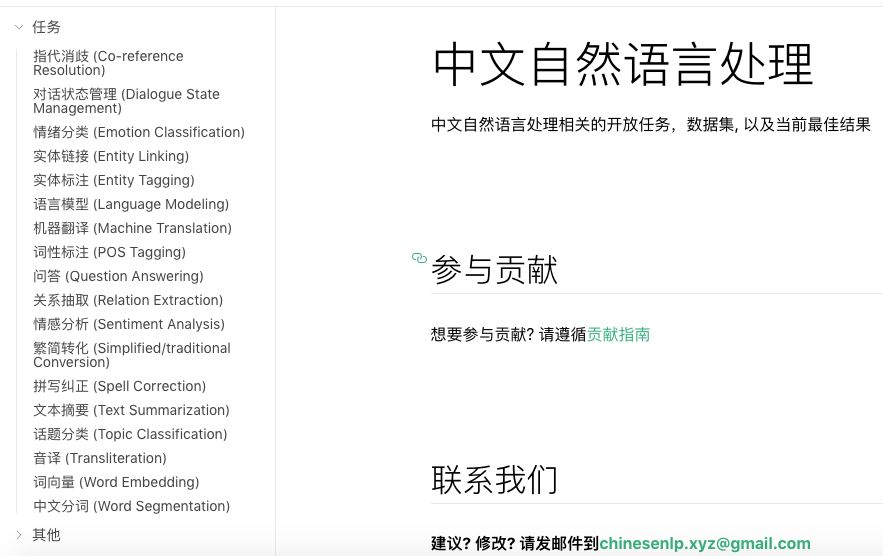 任务
指代消歧 (Co-reference
Resolution)
对话状态管理 (Dialogue State
Management)
情绪分类 (Emotion Classification)
实体链接 (Entity Linking)
实体标注 (Entity Tagging)
语言模型 (Language Modeling)
机器翻译 (Machine Translation)
词性标注 (POS Tagging)
问答 (Question Answering)
关系抽取 (Relation Extraction)
情感分析 (Sentiment Analysis)
繁简转化 (Simplified/traditional
Conversion)
拼写纠正 (Spell Correction)
文本摘要 (Text Summarization)
话题分类 (Topic Classification)
音译 (Transliteration)
词向量 (Word Embedding)
中文分词 (Word Segmentation)
其他
中文自然语言处理
中文自然语言处理相关的开放任务，数据集, 以及当前最佳结果
参与贡献
想要参与贡献? 请遵循贡献指南
联系我们
建议? 修改? 请发邮件到chinesenlp.xyz@gmail.com